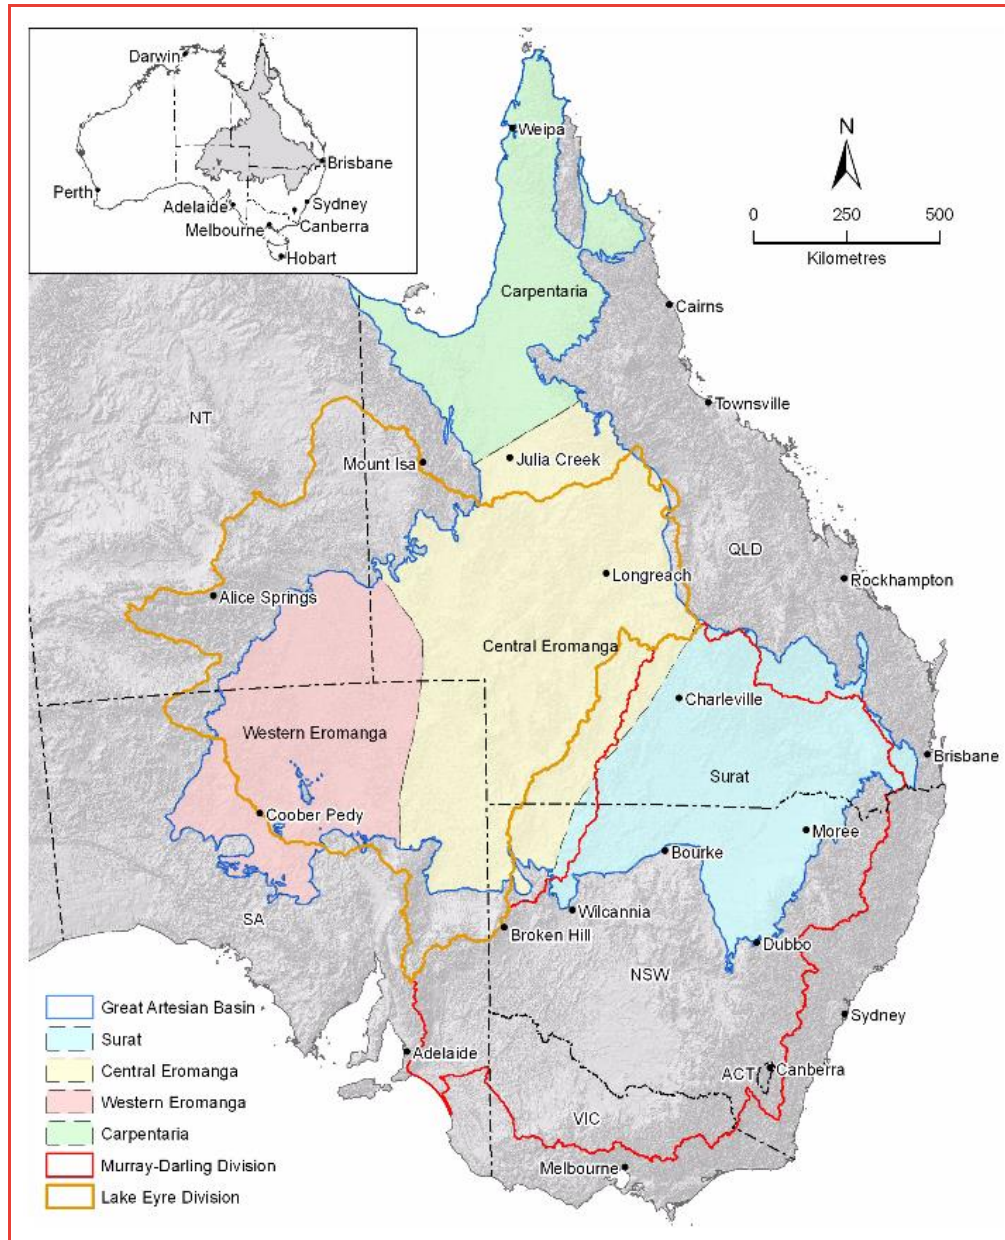 Darwin
Perth
Brisbane
Adelaide
Sydney
Melbourne
Canberra
Hobart
N
0 250 500
Kilometres
Weipa
Carpentaria
Cairns
Townsville
NT
Mount Isa
Julia Creek
QLD
Longreach
Rockhampton
Alice Springs
Central Eromanga
Charleville
Western Eromanga
Brisbane
Surat
Coober Pedy
Moree
Bourke
SA
Wilcannia
Broken Hill
Dubbo
NSW
Sydney
Adelaide
ACT
Canberra
VIC
Melbourne
Great Artesian Basin
Surat
Central Eromanga
Western Eromanga
Carpentaria
Murray-Darling Division
Lake Eyre Division